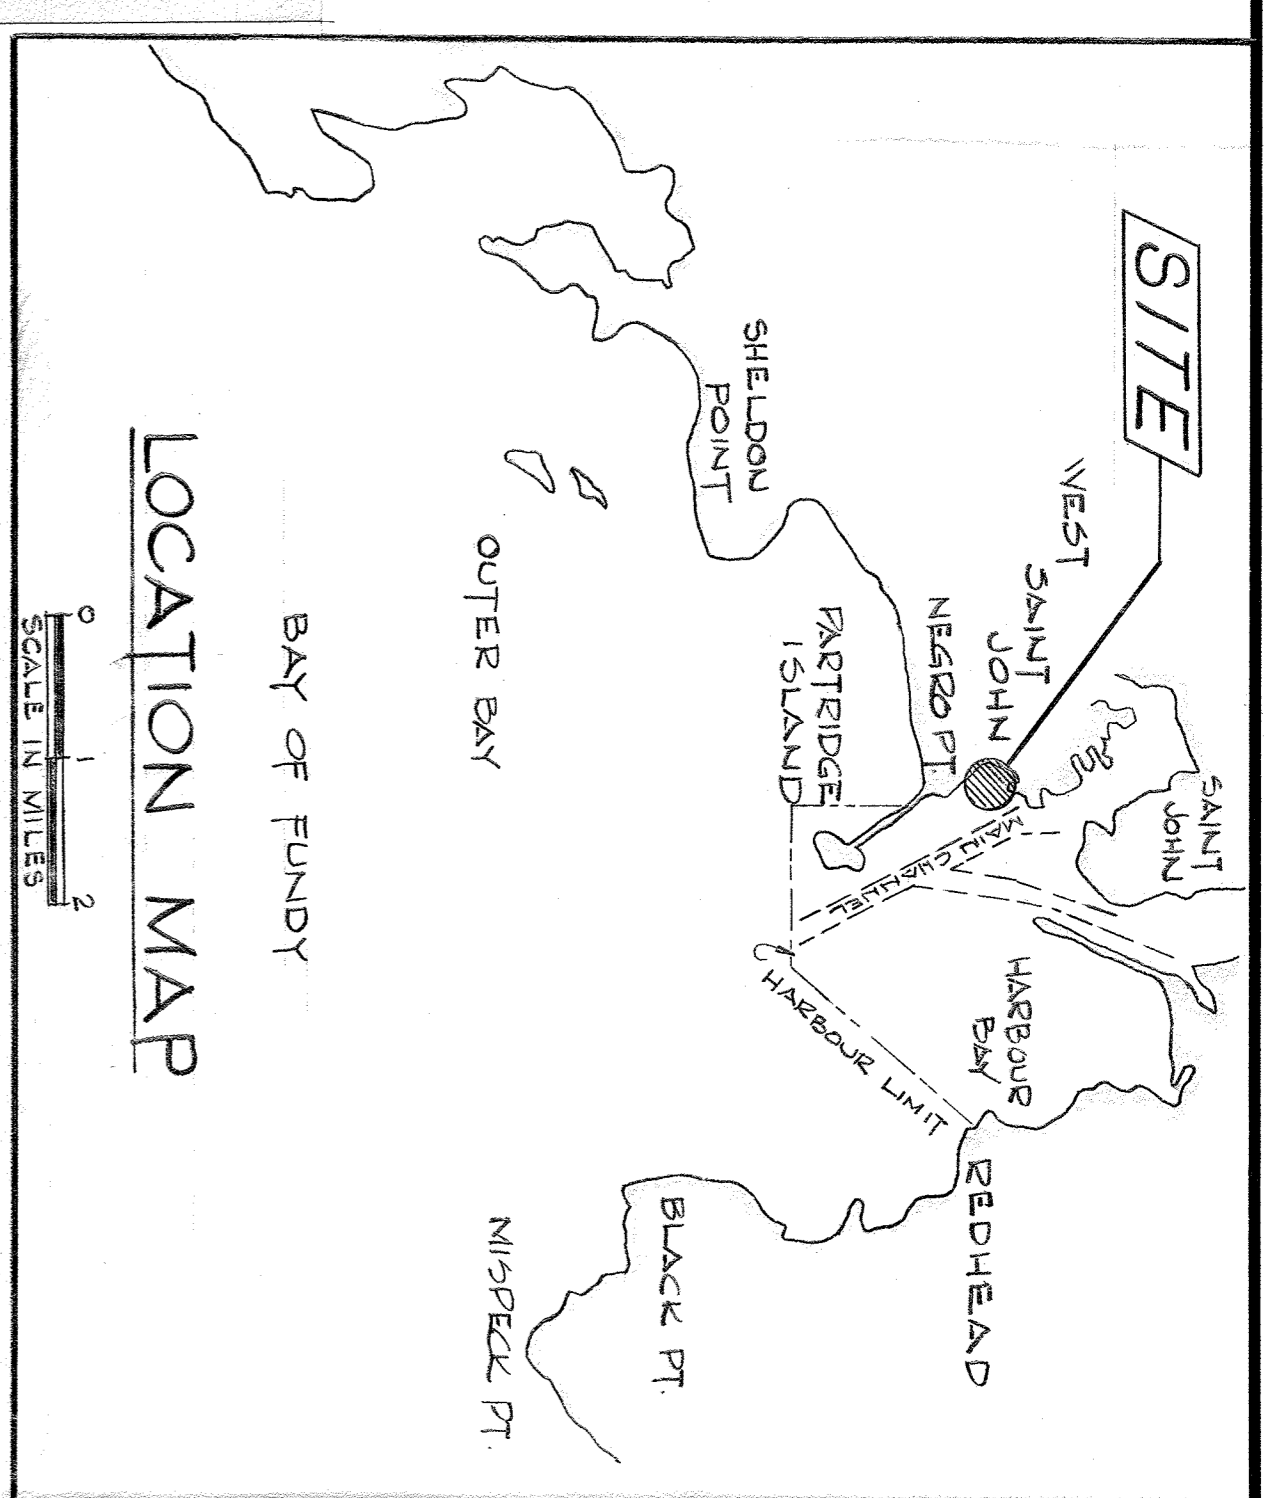 SITE
WEST
SAINT
JOHN
SAINT
JOHN
NEGRO PT.
MAIN CHANNEL
HARBOUR
BAY
REDHEAD
PARTRIDGE
ISLAND
SHELDON
POINT
HARBOUR LIMIT
BLACK PT.
OUTER BAY
MISPECK PT.
BAY OF FUNDY
LOCATION MAP
0 1 2
SCALE IN MILES